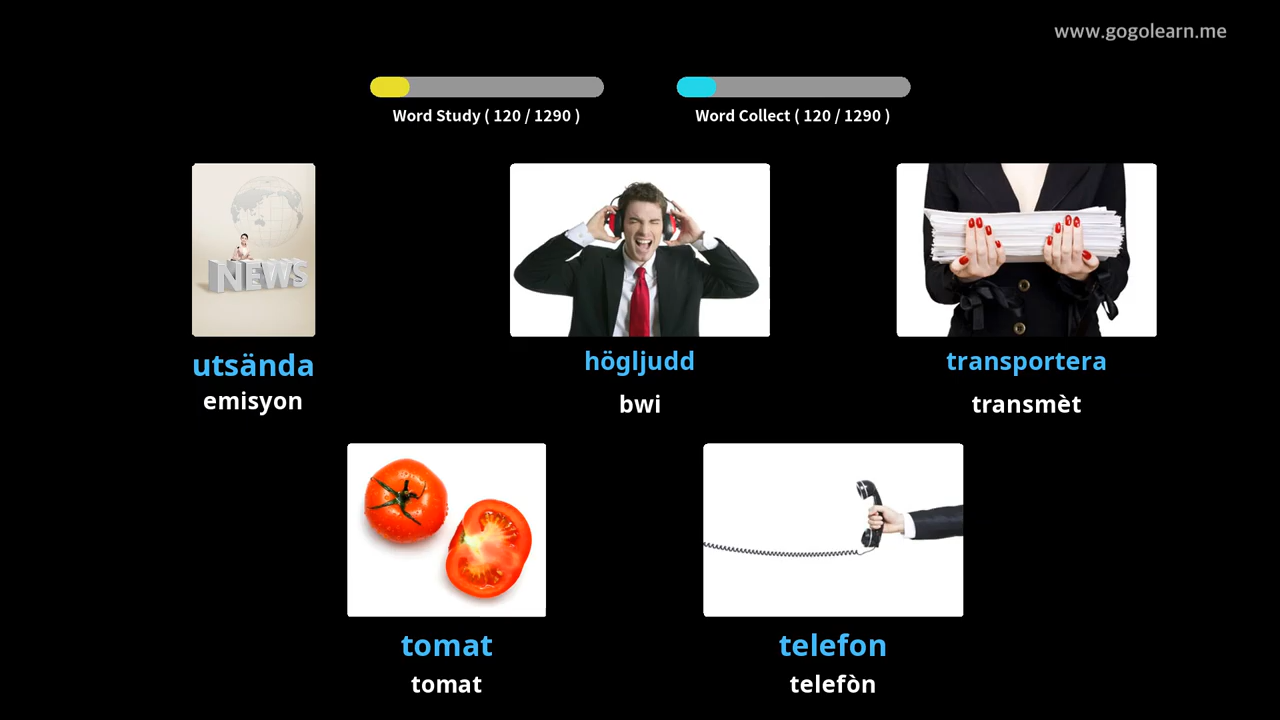 www.gogolearn.me
Word Study ( 120 / 1290 )
Word Collect ( 120 / 1290 )
NEWS
utsända
emisyon
högljudd
bwi
transportera
transmèt
tomat
tomat
telefon
telefòn